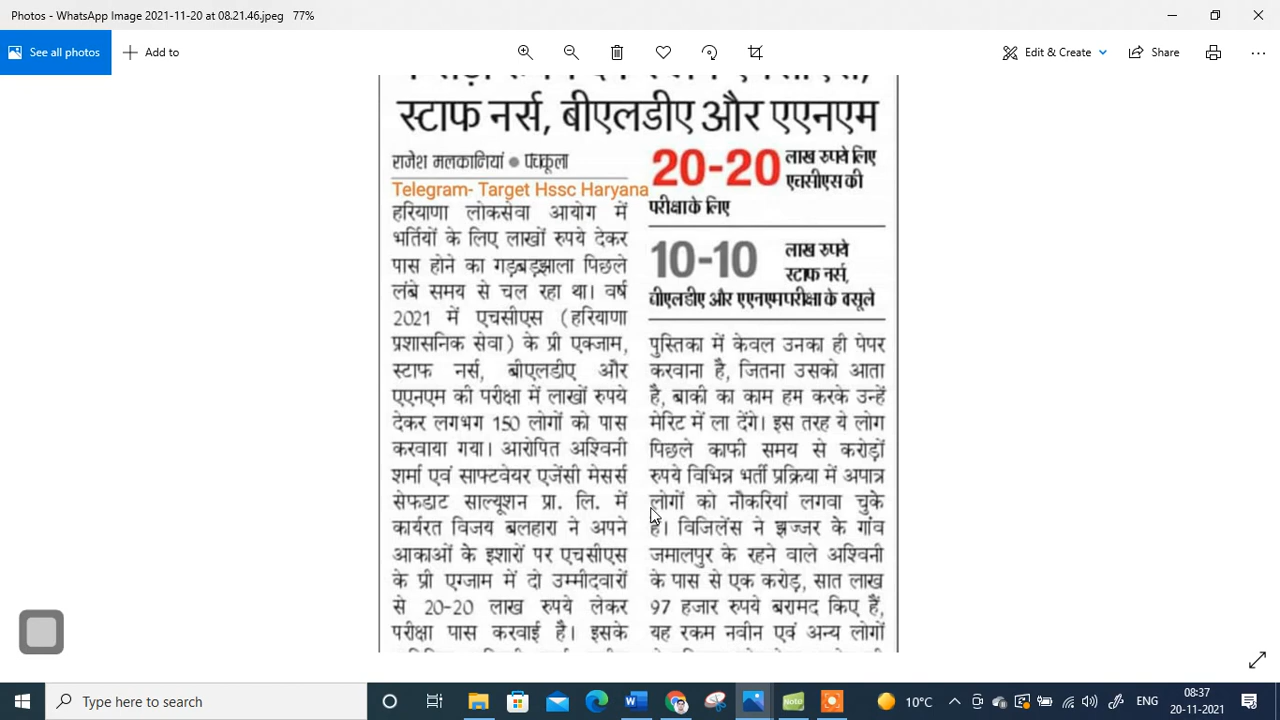 Photos - WhatsApp Image 2021-11-20 at 08.21.46.jpeg 77%
See all photos
Add to
Edit & Create
Share
स्टाफ नर्स, बीएलडीए और एएनएम
राजेश मलकानियां ● पंचकूला
Telegram- Target Hssc Haryana
हरियाणा लोकसेवा आयोग में
भर्तियों के लिए लाखों रुपये देकर
पास होने का गड़बड़झाला पिछले
लंबे समय से चल रहा था। वर्ष
2021 में एचसीएस (हरियाणा
प्रशासनिक सेवा) के प्री एक्जाम,
स्टाफ नर्स, बीएलडीए और
एएनएम की परीक्षा में लाखों रुपये
देकर लगभग 150 लोगों को पास
करवाया गया। आरोपित अश्विनी
शर्मा एवं साफ्टवेयर एजेंसी मेसर्स
सेफडाट साल्यूशन प्रा. लि. में
कार्यरत विजय बलहारा ने अपने
आकाओं के इशारों पर एचसीएस
के प्री एग्जाम में दो उम्मीदवारों
से 20-20 लाख रुपये लेकर
परीक्षा पास करवाई है। इसके
20-20 लाख रुपये लिए
एचसीएस की
परीक्षा के लिए
10-10 लाख रुपये
स्टाफ नर्स,
बीएलडीए और एएनएम परीक्षा के वसूले
पुस्तिका में केवल उनका ही पेपर
करवाना है, जितना उसको आता
है, बाकी का काम हम करके उन्हें
मेरिट में ला देंगे। इस तरह ये लोग
पिछले काफी समय से करोड़ों
रुपये विभिन्न भर्ती प्रक्रिया में अपात्र
लोगों को नौकरियां लगवा चुके
हैं। विजिलेंस ने झज्जर के गांव
जमालपुर के रहने वाले अश्विनी
के पास से एक करोड़, सात लाख
97 हजार रुपये बरामद किए हैं,
यह रकम नवीन एवं अन्य लोगों
Type here to search
Note
10°C
ENG
08:37
20-11-2021